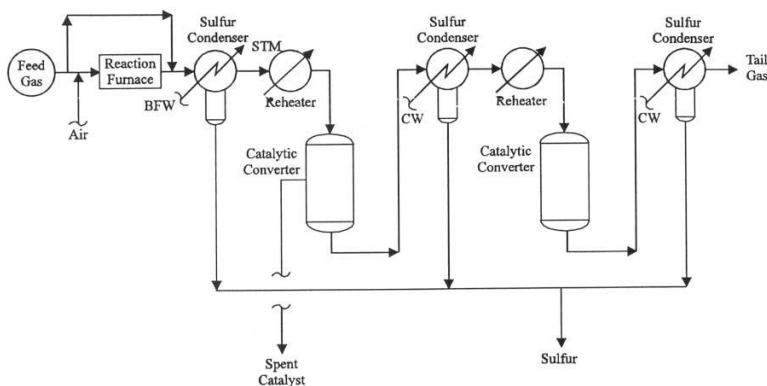 Sulfur
Condenser
STM
Feed
Gas
Reaction
Furnace
Air
BFW
Reheater
Catalytic
Converter
Sulfur
Condenser
CW
Reheater
Catalytic
Converter
Sulfur
Condenser
CW
Tail
Gas
Spent
Catalyst
Sulfur